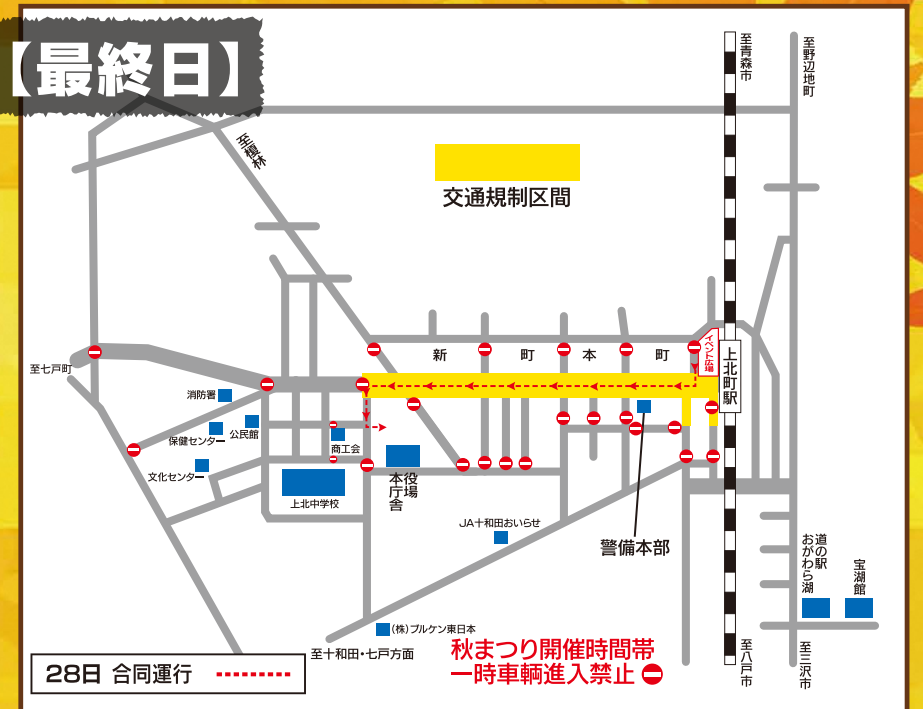 【最終日】
至青森市
至野辺地町
至榎林
交通規制区間
新町本町
イベント広場
上北町駅
至七戸町
消防署
公民館
保健センター
商工会
文化センター
上北中学校
役場
本庁舎
JA十和田おいらせ
警備本部
道の駅
おがわら湖
宝湖館
(株)ブルケン東日本
至十和田・七戸方面
秋まつり開催時間帯
一時車輌進入禁止
至八戸市
至三沢市
28日 合同運行